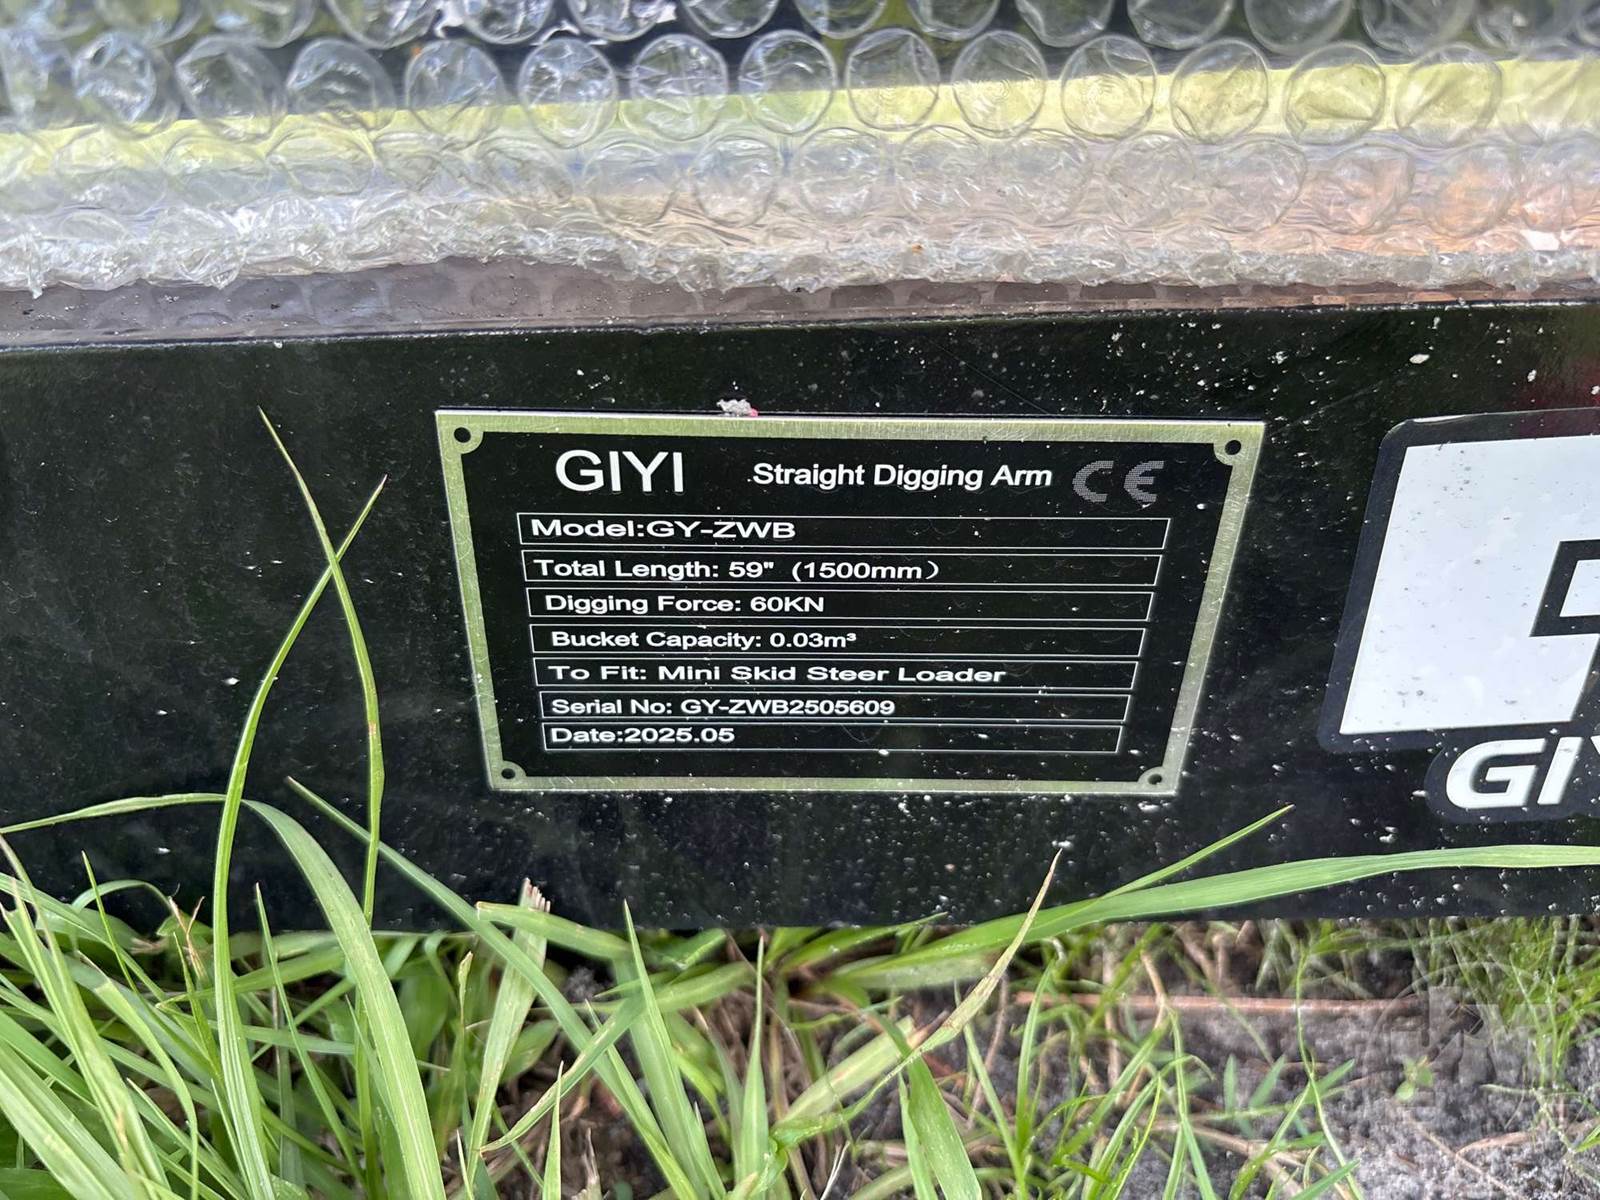 GIYI Straight Digging Arm CE
Model:GY-ZWB
Total Length: 59" (1500mm)
Digging Force: 60KN
Bucket Capacity: 0.03m³
To Fit: Mini Skid Steer Loader
Serial No: GY-ZWB2505609
Date:2025.05